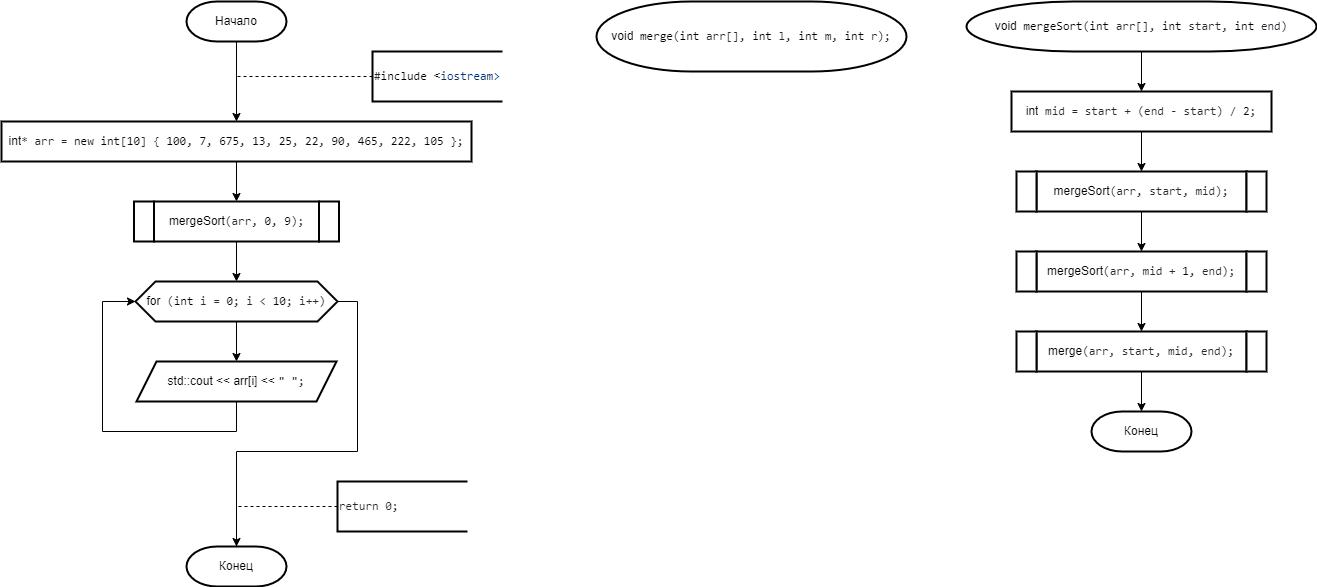 Начало
#include <iostream>
int* arr = new int[10] { 100, 7, 675, 13, 25, 22, 90, 465, 222, 105 };
mergeSort(arr, 0, 9);
for (int i = 0; i < 10; i++)
std::cout << arr[i] << " ";
return 0;
Конец
void merge(int arr[], int l, int m, int r);
void mergeSort(int arr[], int start, int end)
int mid = start + (end - start) / 2;
mergeSort(arr, start, mid);
mergeSort(arr, mid + 1, end);
merge(arr, start, mid, end);
Конец